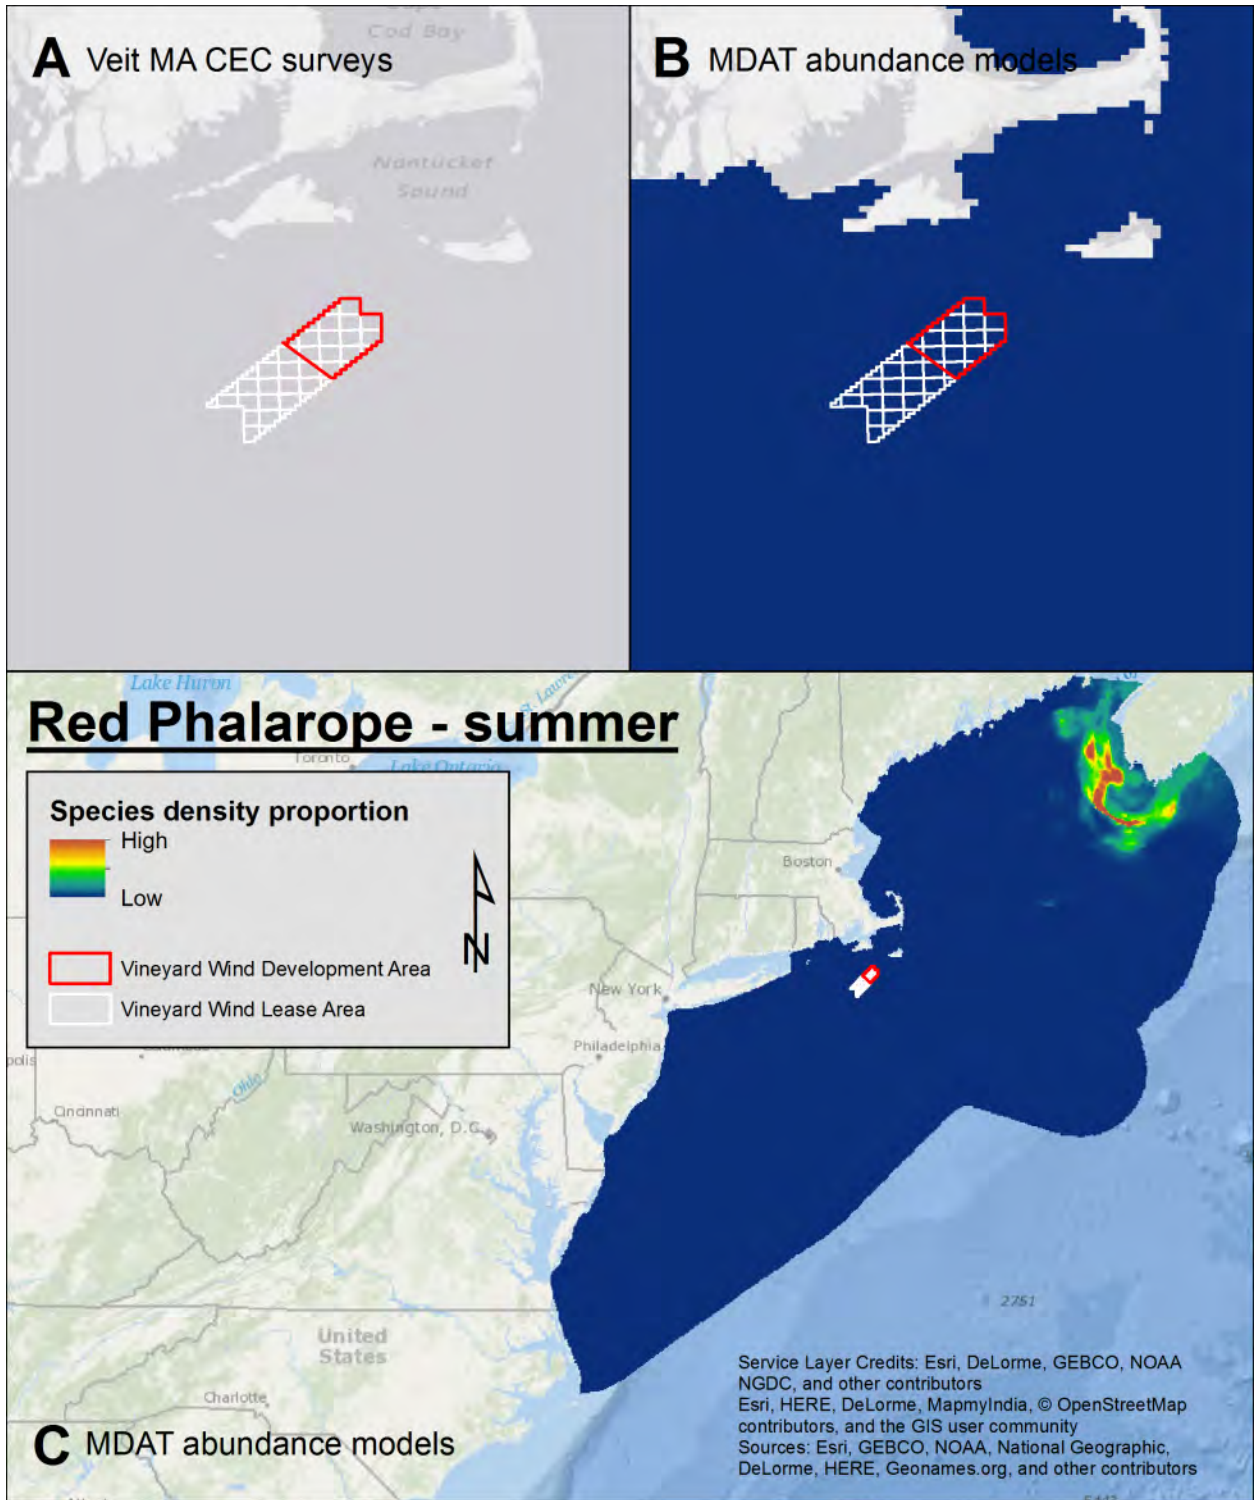 A Veit MA CEC surveys
Cod Bay
Nantucket
Sound
B MDAT abundance models
Lake Huron
Red Phalarope - summer
Toronto
Lake Ontario
Species density proportion
High
Low
N
Vineyard Wind Development Area
Vineyard Wind Lease Area
Boston
New York
Philadelphia
Ohio
Cincinnati
Washington, D.C.
2751
United
States
Charlotte
Service Layer Credits: Esri, DeLorme, GEBCO, NOAA
NGDC, and other contributors
Esri, HERE, DeLorme, MapmyIndia, © OpenStreetMap
contributors, and the GIS user community
Sources: Esri, GEBCO, NOAA, National Geographic,
DeLorme, HERE, Geonames.org, and other contributors
C MDAT abundance models